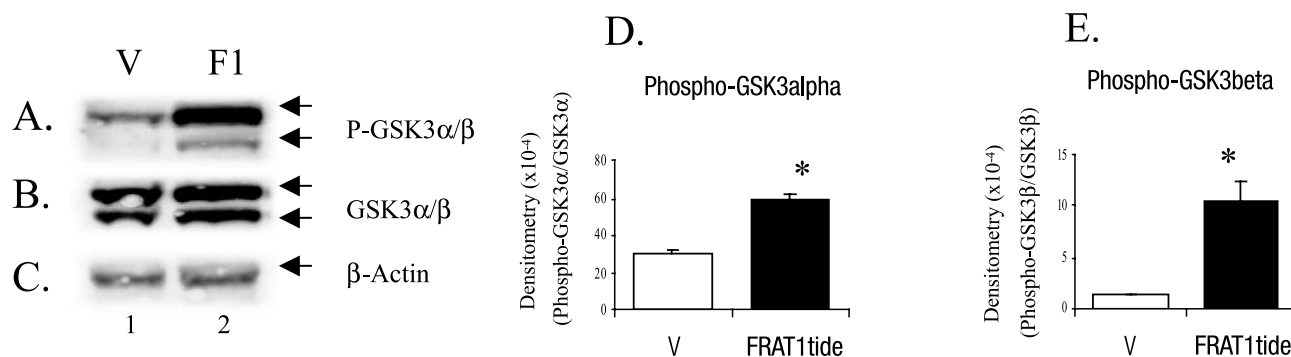 V F1
A.
P-GSK3α/β
B.
GSK3α/β
C.
β-Actin
1 2
D.
Phospho-GSK3alpha
Densitometry (x10-4)
(Phospho-GSK3α/GSK3α)
80
60
40
20
0
*
V FRAT1tide
E.
Phospho-GSK3beta
Densitometry (x10-4)
(Phospho-GSK3β/GSK3β)
15
10
5
0
*
V FRAT1tide